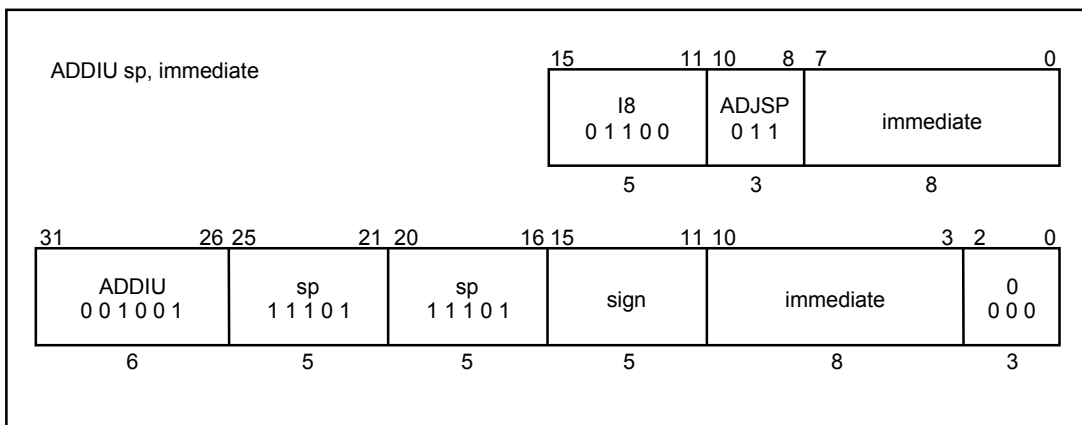 ADDIU sp, immediate
15 11 10 8 7 0
I8 ADJSP immediate
0 1 1 0 0 0 1 1
5 3 8
31 26 25 21 20 16 15 11 10 3 2 0
ADDIU sp sp sign immediate 0
0 0 1 0 0 1 1 1 1 0 1 1 1 1 0 1 0 0 0
6 5 5 5 8 3